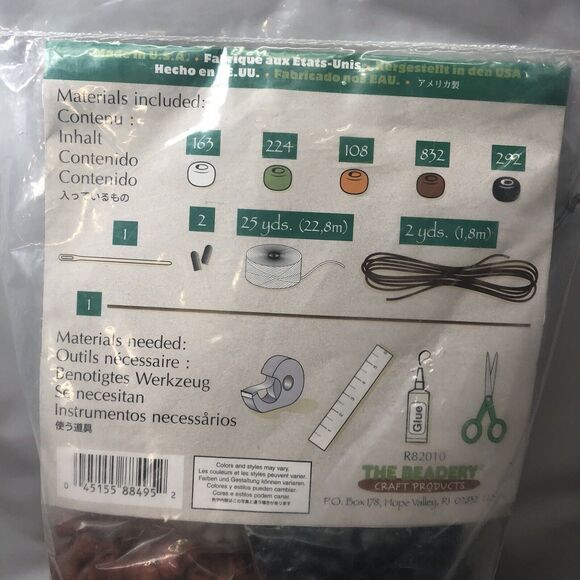 Made in U.S.A. • Fabriqué aux États-Unis • Hergestellt in den USA
Hecho en EE.UU. • Fabricado nos EAU. • アメリカ製
Materials included:
Contenu :
Inhalt
Contenido
Contenido
入っているもの
163 224 108 832 292
1 2 25 yds. (22,8m) 2 yds. (1,8m)
1
Materials needed:
Outils nécessaire :
Benotigtes Werkzeug
Se necesitan
Instrumentos necessårios
使う道具
Glue
R82010
THE BEADERY®
CRAFT PRODUCTS
P.O. Box 178, Hope Valley, RI 02832
Colors and styles may vary.
Les couleurs et les styles peuvent varier.
Farben und Gestaltung können variieren.
Colores y estilos pueden cambiar.
Cores e estilos podem variar.
0 45155 88495 2